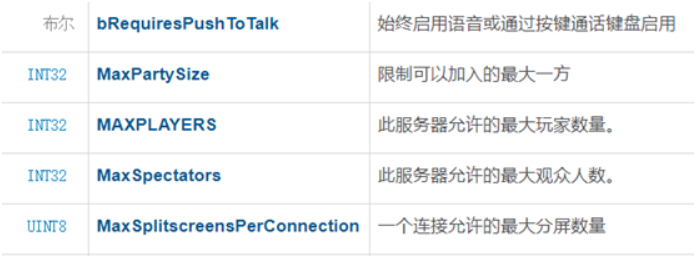 布尔 bRequiresPushToTalk 始终启用语音或通过按键通话键盘启用
INT32 MaxPartySize 限制可以加入的最大一方
INT32 MAXPLAYERS 此服务器允许的最大玩家数量。
INT32 MaxSpectators 此服务器允许的最大观众人数。
UINT8 MaxSplitscreensPerConnection 一个连接允许的最大分屏数量